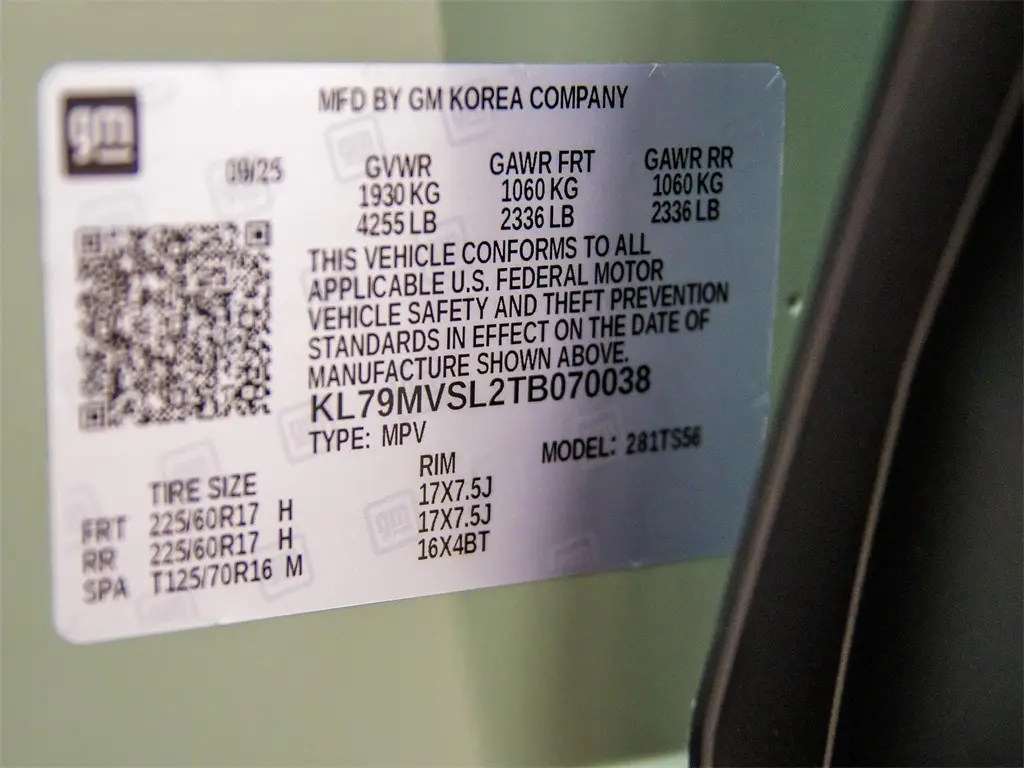 gm
MFD BY GM KOREA COMPANY
09/25 GVWR GAWR FRT GAWR RR
1930 KG 1060 KG 1060 KG
4255 LB 2336 LB 2336 LB
THIS VEHICLE CONFORMS TO ALL
APPLICABLE U.S. FEDERAL MOTOR
VEHICLE SAFETY AND THEFT PREVENTION
STANDARDS IN EFFECT ON THE DATE OF
MANUFACTURE SHOWN ABOVE.
KL79MVSL2TB070038
TYPE: MPV MODEL: 281TS56
TIRE SIZE RIM
FRT 225/60R17 H 17X7.5J
RR 225/60R17 H 17X7.5J
SPA T125/70R16 M 16X4BT